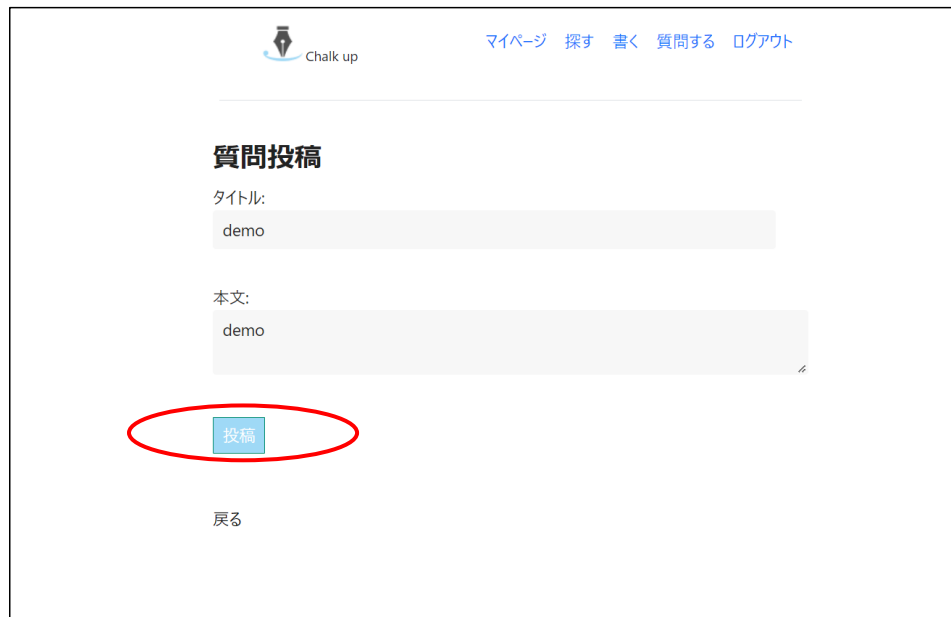 Chalk up
マイページ 探す 書く 質問する ログアウト
質問投稿
タイトル:
demo
本文:
demo
投稿
戻る